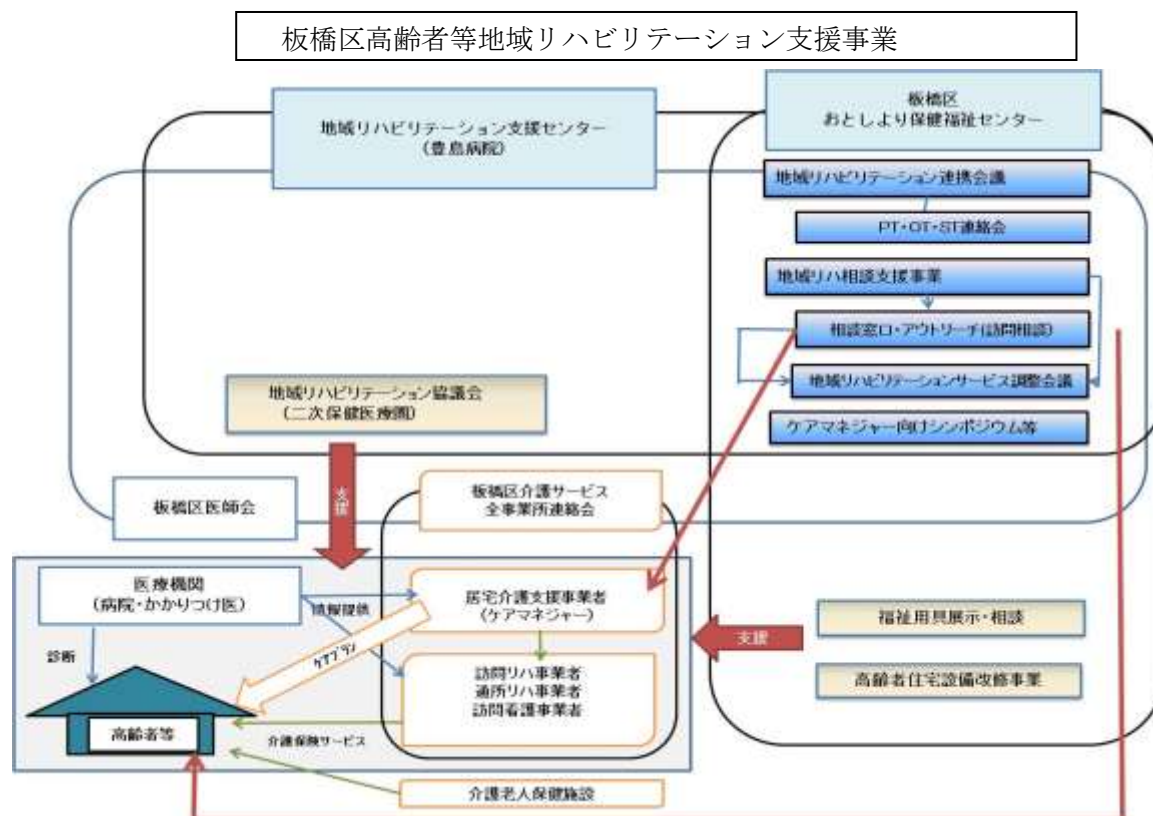 板橋区高齢者等地域リハビリテーション支援事業
地域リハビリテーション支援センター
(豊島病院)
板橋区
おとしより保健福祉センター
地域リハビリテーション連携会議
PT・OT・ST連絡会
地域リハ相談支援事業
相談窓口・アウトリーチ(訪問相談)
地域リハビリテーションサービス調整会議
ケアマネジャー向けシンポジウム等
地域リハビリテーション協議会
(二次保健医療圏)
支援
板橋区医師会
板橋区介護サービス
全事業所連絡会
医療機関
(病院・かかりつけ医)
情報提供
居宅介護支援事業者
(ケアマネジャー)
診断
ケアプラン
訪問リハ事業者
通所リハ事業者
訪問看護事業者
高齢者等
介護保険サービス
介護老人保健施設
支援
福祉用具展示・相談
高齢者住宅設備改修事業